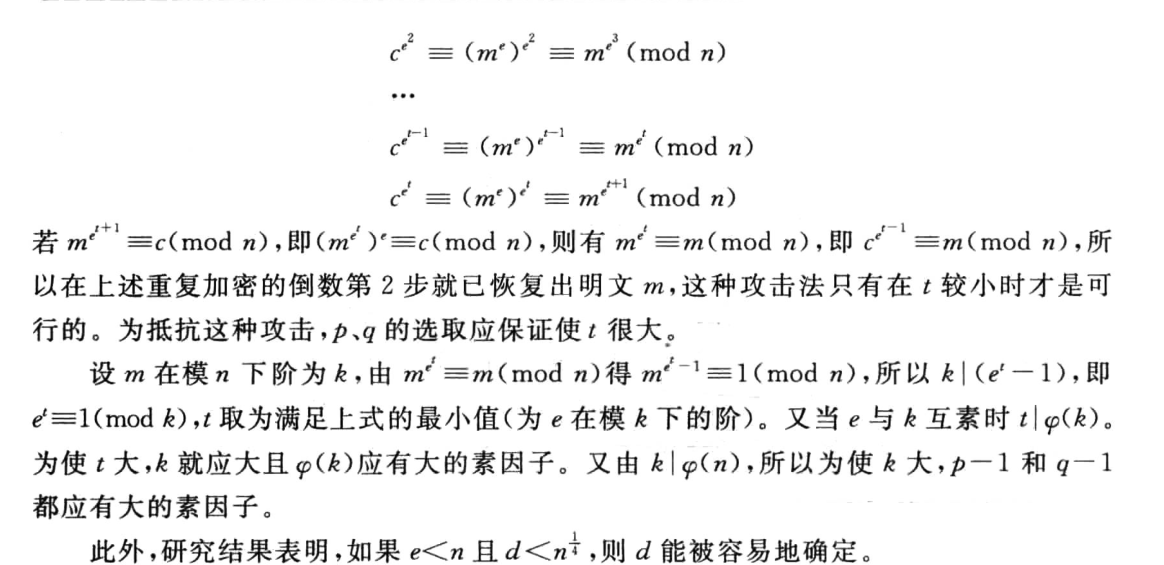 $c^{e^2} \equiv (m^e)^{e^2} \equiv m^{e^3} (\bmod\ n)$
...
$c^{e^{t-1}} \equiv (m^e)^{e^{t-1}} \equiv m^{e^t} (\bmod\ n)$
$c^{e^t} \equiv (m^e)^{e^t} \equiv m^{e^{t+1}} (\bmod\ n)$
若 $m^{e^{t+1}} \equiv c(\bmod\ n)$,即$(m^{e^t})^e \equiv c(\bmod\ n)$,则有 $m^{e^t} \equiv m(\bmod\ n)$,即 $c^{e^{t-1}} \equiv m(\bmod\ n)$,所
以在上述重复加密的倒数第 2 步就已恢复出明文 m,这种攻击法只有在 t 较小时才是可
行的。为抵抗这种攻击,p、q 的选取应保证使 t 很大。
设 m 在模 n 下阶为 k,由 $m^{e^t} \equiv m(\bmod\ n)$得 $m^{e^t-1} \equiv 1(\bmod\ n)$,所以 $k|(e^t-1)$,即
$e^t \equiv 1(\bmod\ k)$,t 取为满足上式的最小值(为 e 在模 k 下的阶)。又当 e 与 k 互素时 $t|\varphi(k)$。
为使 t 大,k 就应大且 $\varphi(k)$应有大的素因子。又由 $k|\varphi(n)$,所以为使 k 大,p-1 和 q-1
都应有大的素因子。
此外,研究结果表明,如果 $e<n$ 且 $d<n^{\frac{1}{4}}$,则 d 能被容易地确定。